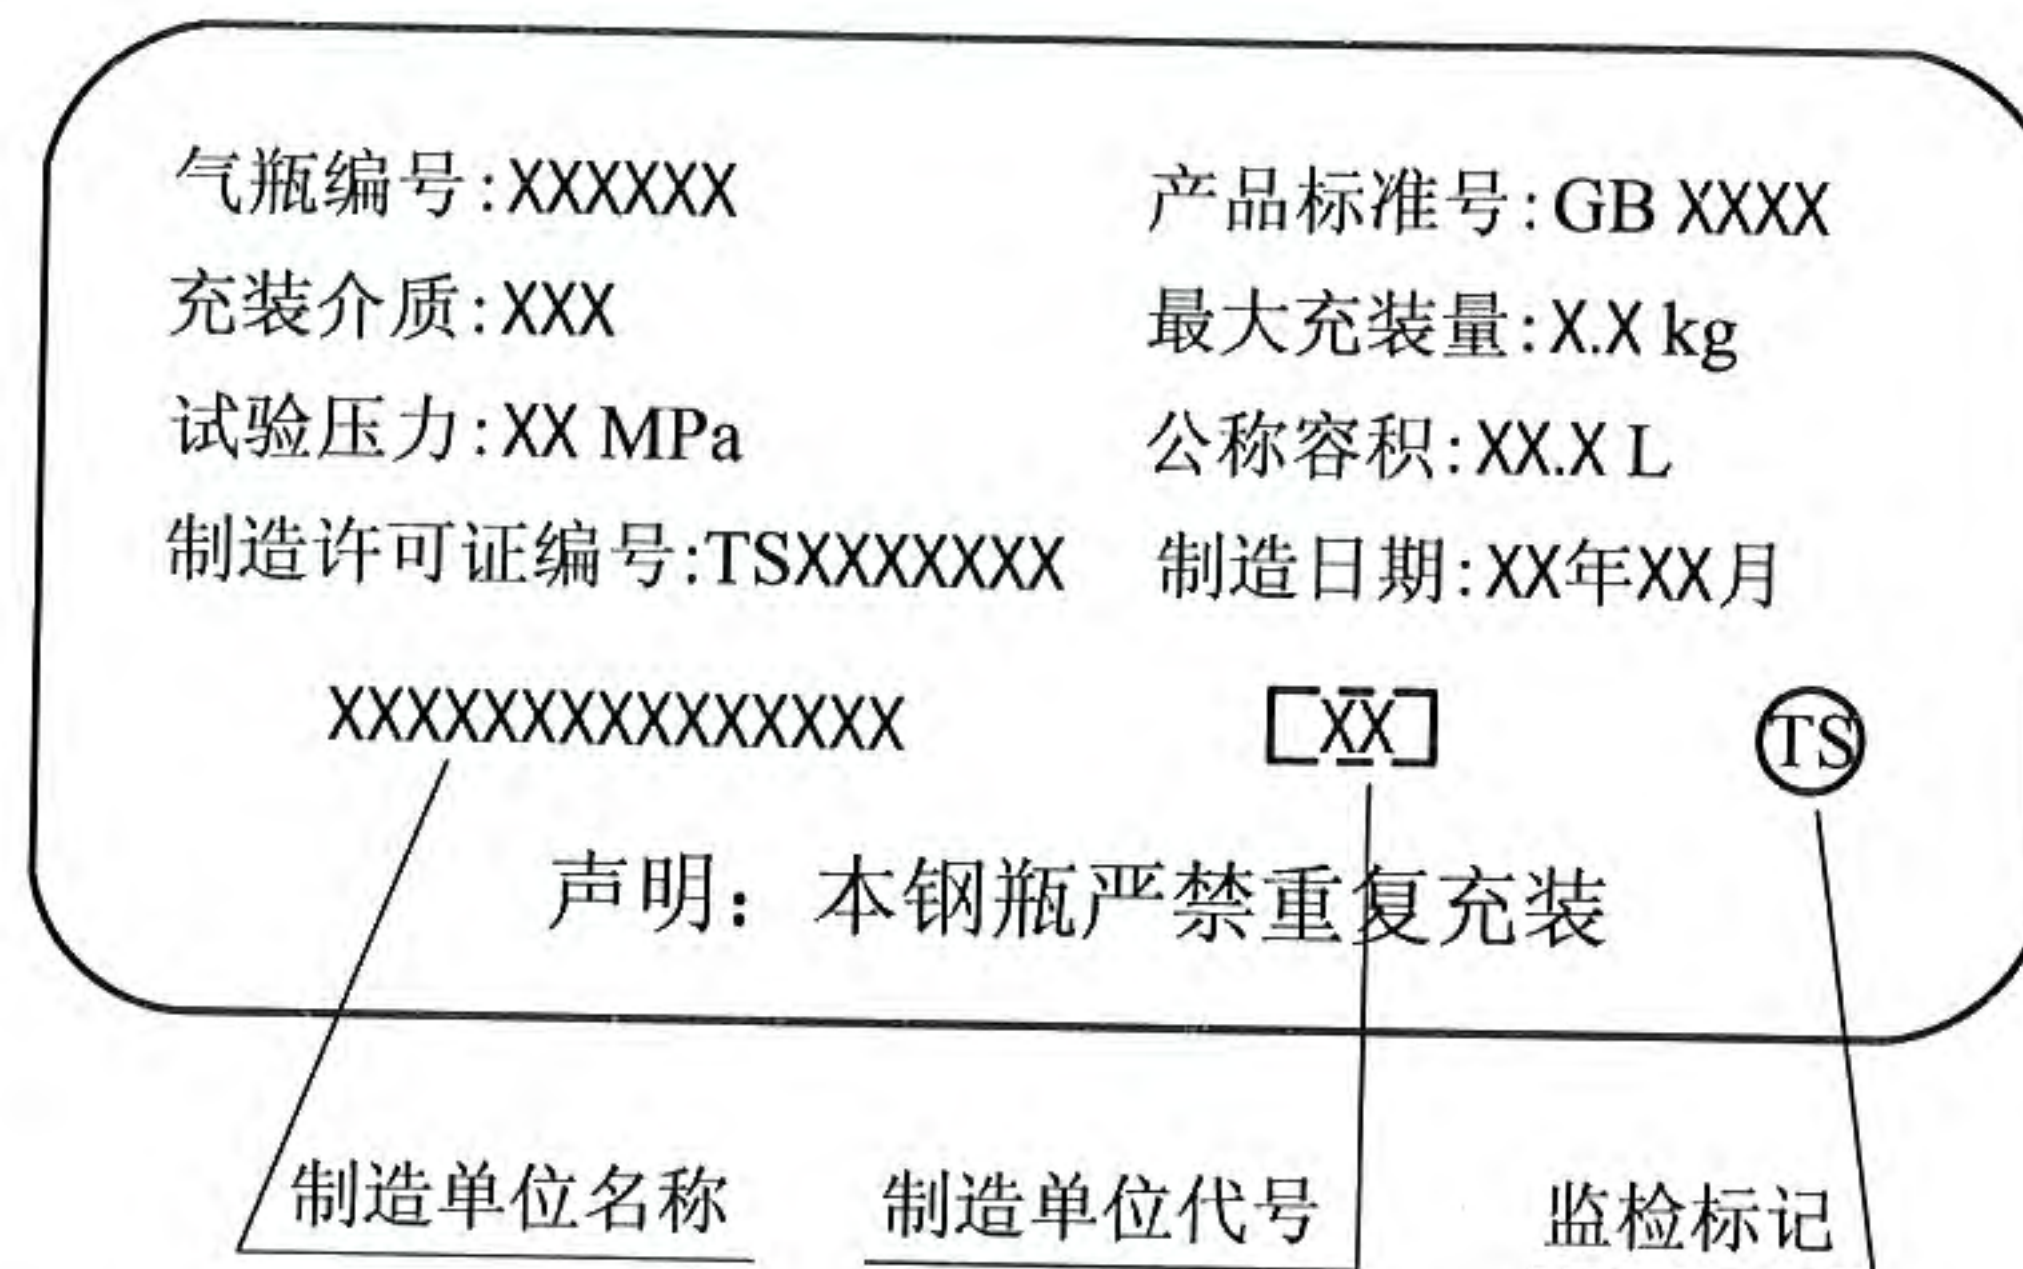 气瓶编号:XXXXXX 产品标准号:GB XXXX
充装介质:XXX 最大充装量:X.X kg
试验压力:XX MPa 公称容积:XX.X L
制造许可证编号:TSXXXXXXX 制造日期:XX年XX月
XXXXXXXXXXXXXXX XX TS
声明：本钢瓶严禁重复充装
制造单位名称 制造单位代号 监检标记